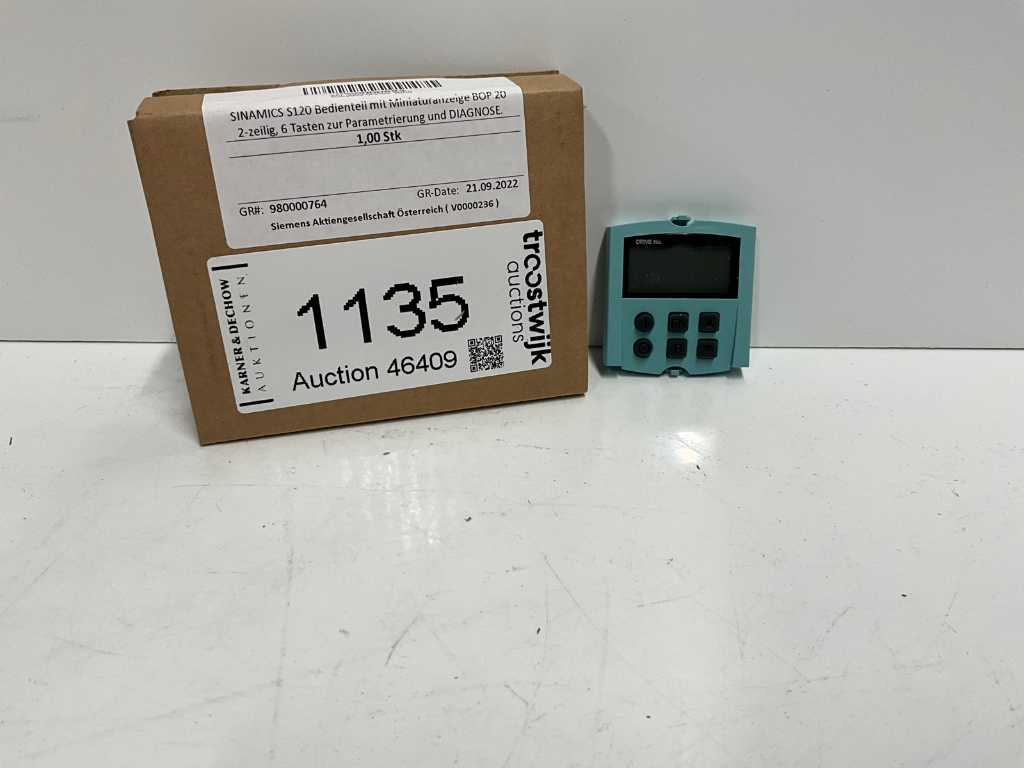 SINAMICS S120 Bedienteil mit Miniaturanzeige BOP 20
2-zeilig, 6 Tasten zur Parametrierung und DIAGNOSE.
1,00 Stk
GR#: 980000764
GR-Date: 21.09.2022
Siemens Aktiengesellschaft Österreich ( V0000236 )
KARNER & DECHOW
AUKTIONEN
1135
Auction 46409
troostwijk
auctions
DRIVE No.